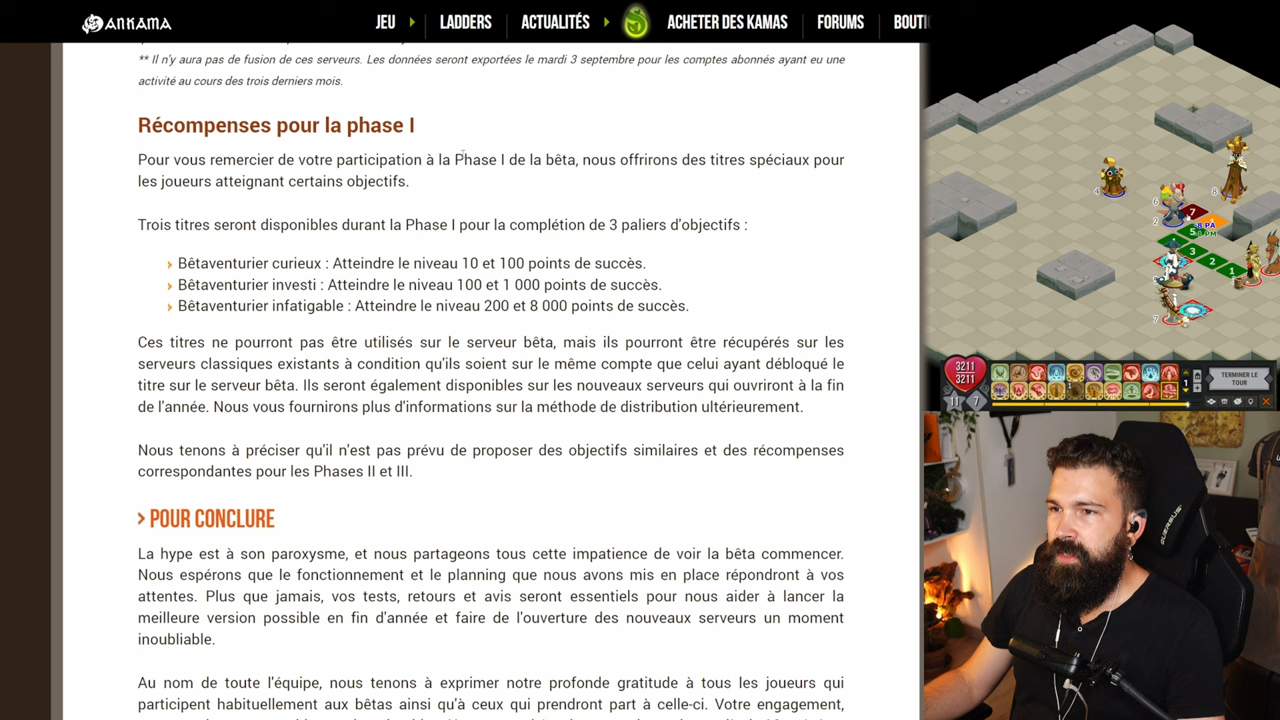 ANKAMA
JEU
LADDERS
ACTUALITÉS
ACHETER DES KAMAS
FORUMS
** Il n'y aura pas de fusion de ces serveurs. Les données seront exportées le mardi 3 septembre pour les comptes abonnés ayant eu une
activité au cours des trois derniers mois.
Récompenses pour la phase I
Pour vous remercier de votre participation à la Phase I de la bêta, nous offrirons des titres spéciaux pour
les joueurs atteignant certains objectifs.
Trois titres seront disponibles durant la Phase I pour la complétion de 3 paliers d'objectifs :
Bêtaventurier curieux : Atteindre le niveau 10 et 100 points de succès.
Bêtaventurier investi : Atteindre le niveau 100 et 1 000 points de succès.
Bêtaventurier infatigable : Atteindre le niveau 200 et 8 000 points de succès.
Ces titres ne pourront pas être utilisés sur le serveur bêta, mais ils pourront être récupérés sur les
serveurs classiques existants à condition qu'ils soient sur le même compte que celui ayant débloqué le
titre sur le serveur bêta. Ils seront également disponibles sur les nouveaux serveurs qui ouvriront à la fin
de l'année. Nous vous fournirons plus d'informations sur la méthode de distribution ultérieurement.
Nous tenons à préciser qu'il n'est pas prévu de proposer des objectifs similaires et des récompenses
correspondantes pour les Phases II et III.
> POUR CONCLURE
La hype est à son paroxysme, et nous partageons tous cette impatience de voir la bêta commencer.
Nous espérons que le fonctionnement et le planning que nous avons mis en place répondront à vos
attentes. Plus que jamais, vos tests, retours et avis seront essentiels pour nous aider à lancer la
meilleure version possible en fin d'année et faire de l'ouverture des nouveaux serveurs un moment
inoubliable.
Au nom de toute l'équipe, nous tenons à exprimer notre profonde gratitude à tous les joueurs qui
participent habituellement aux bêtas ainsi qu'à ceux qui prendront part à celle-ci. Votre engagement,
4
8
6
2
7
5
3
2
1
7
3211
3211
11
7
1
TERMINER LE
TOUR